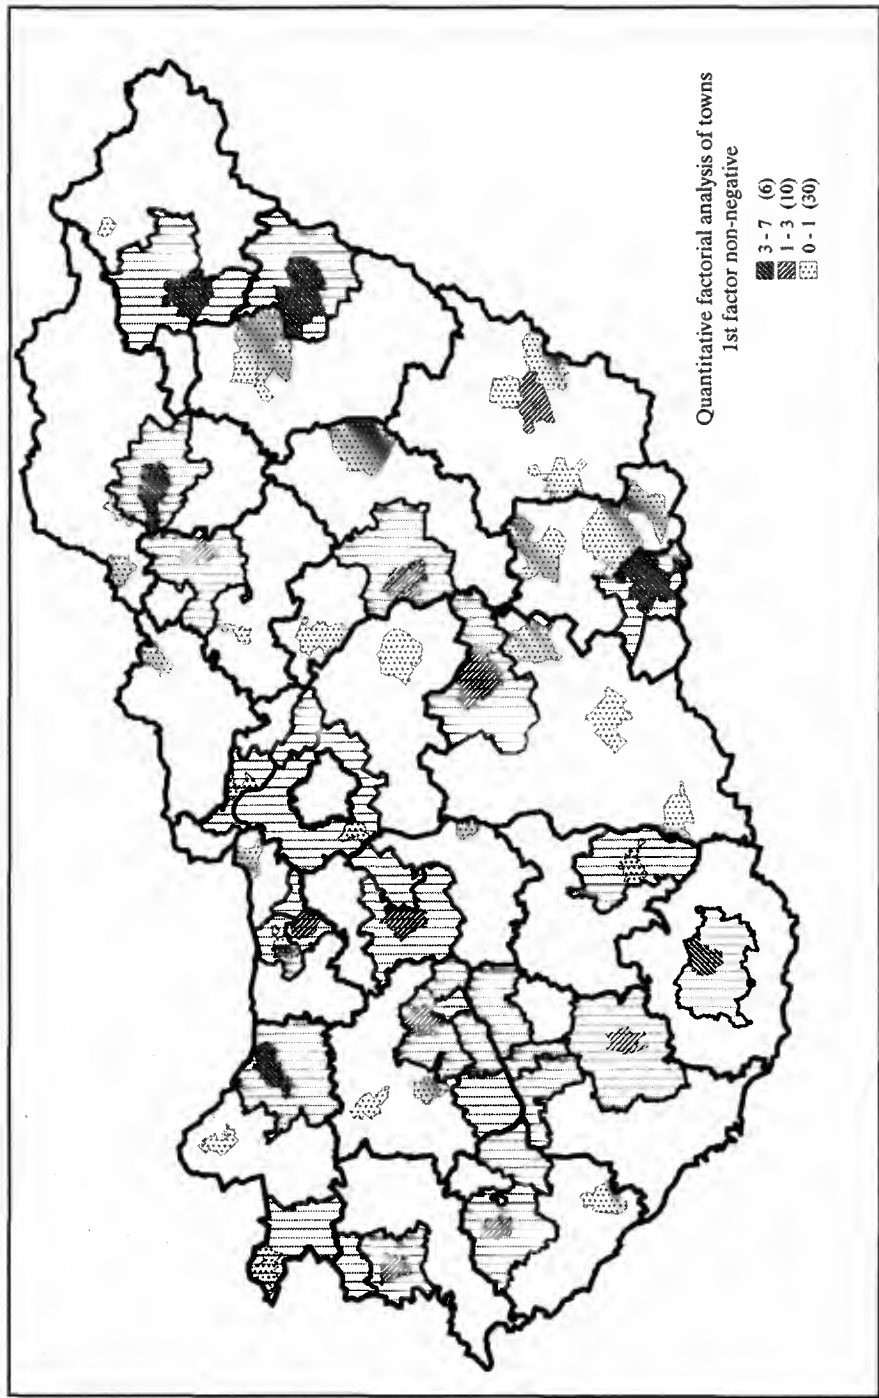 Quantitative factorial analysis of towns
1st factor non-negative
3 - 7 (6)
1 - 3 (10)
0 - 1 (30)